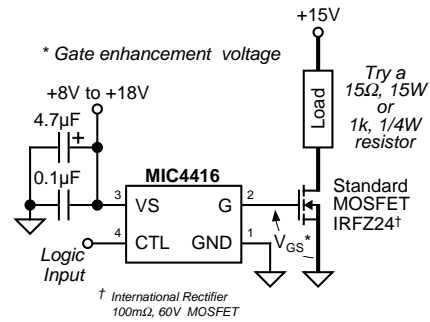 +15V
* Gate enhancement voltage
Try a
15Ω, 15W
or
1k, 1/4W
resistor
Load
+8V to +18V
4.7µF
+
0.1µF
MIC4416
3
VS
G
2
4
CTL
GND
1
Logic
Input
VGS*
+
–
Standard
MOSFET
IRFZ24†
† International Rectifier
100mΩ, 60V MOSFET